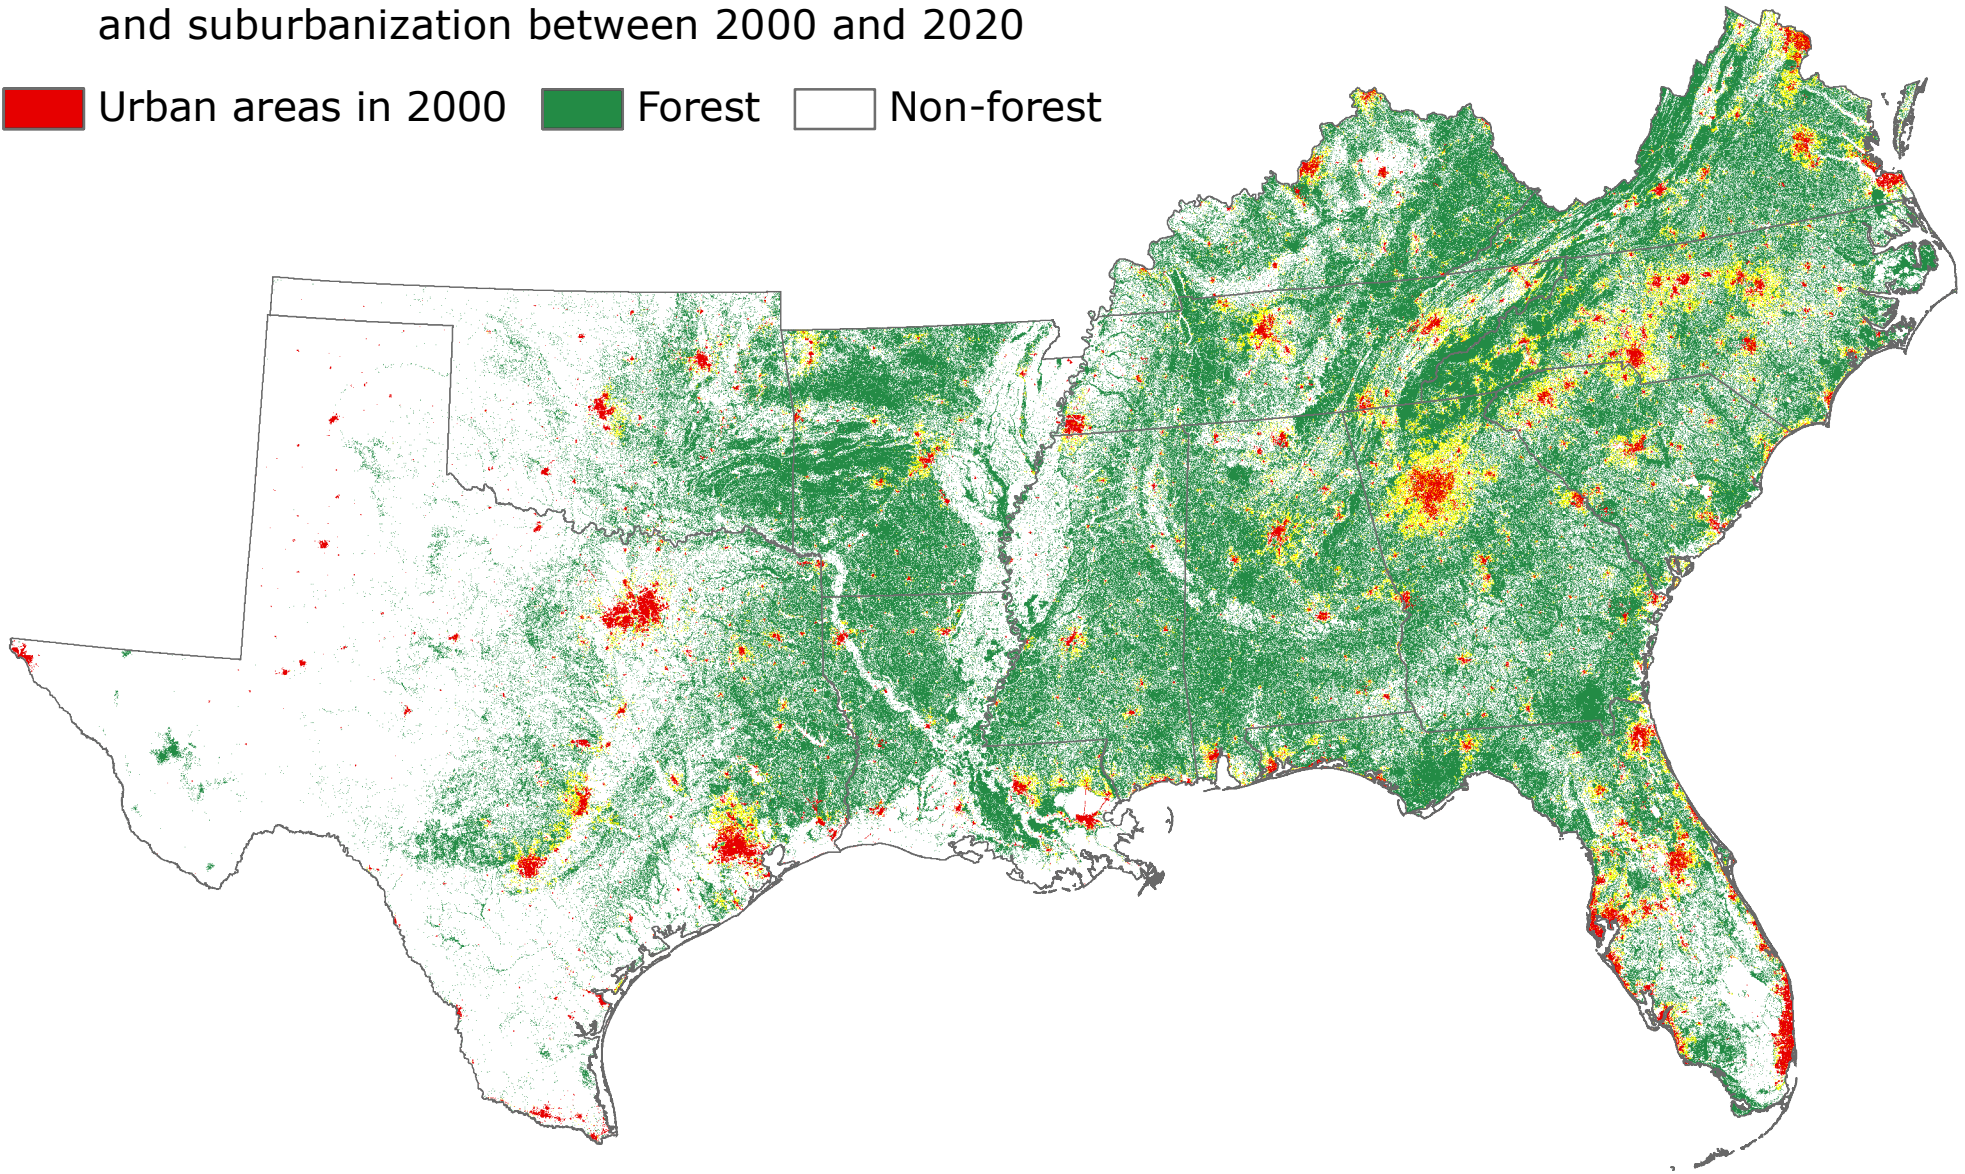 and suburbanization between 2000 and 2020
Urban areas in 2000 Forest Non-forest